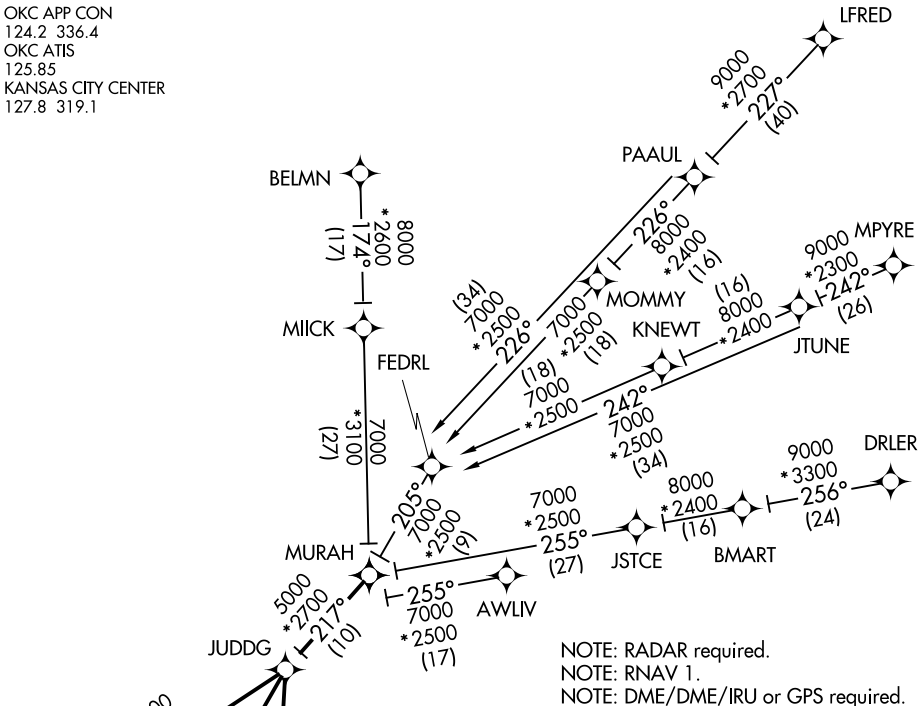 OKC APP CON
124.2 336.4
OKC ATIS
125.85
KANSAS CITY CENTER
127.8 319.1
LFRED
9000
*2700
227°
(40)
PAAUL
BELMN
8000
*2600
174°
(17)
226°
8000
*2400
(16)
MPYRE
9000
*2300
242°
(26)
MOMMY
(34)
7000
*2500
226°
7000
*2500
(18)
(16)
8000
*2400
MIICK
KNEWT
JTUNE
FEDRL
(18)
7000
*2500
242°
7000
*2500
(34)
7000
*3100
(27)
DRLER
9000
*3300
256°
(24)
8000
*2400
(16)
BMART
205°
7000
*2500
(9)
7000
*2500
255°
(27)
JSTCE
MURAH
255°
7000
*2500
(17)
AWLIV
5000
*2700
217°
(10)
JUDDG
NOTE: RADAR required.
NOTE: RNAV 1.
NOTE: DME/DME/IRU or GPS required.